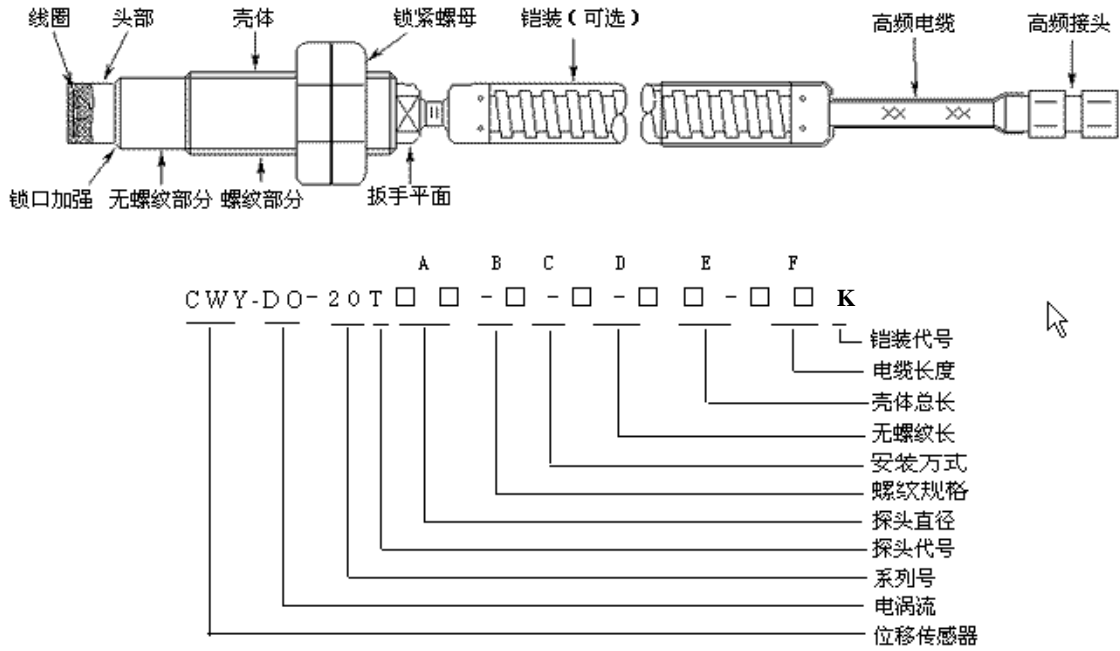 线圈 头部 壳体 锁紧螺母 铠装(可选) 高频电缆 高频接头
XX XX
锁口加强 无螺纹部分 螺纹部分 扳手平面
A B C D E F
CWY-DO-20T□□-□-□-□□-□□K
铠装代号
电缆长度
壳体总长
无螺纹长
安装方式
螺纹规格
探头直径
探头代号
系列号
电涡流
位移传感器